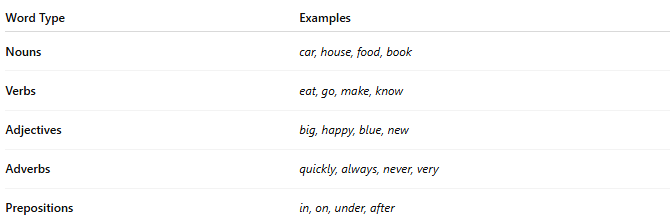 Word Type Examples
Nouns car, house, food, book
Verbs eat, go, make, know
Adjectives big, happy, blue, new
Adverbs quickly, always, never, very
Prepositions in, on, under, after